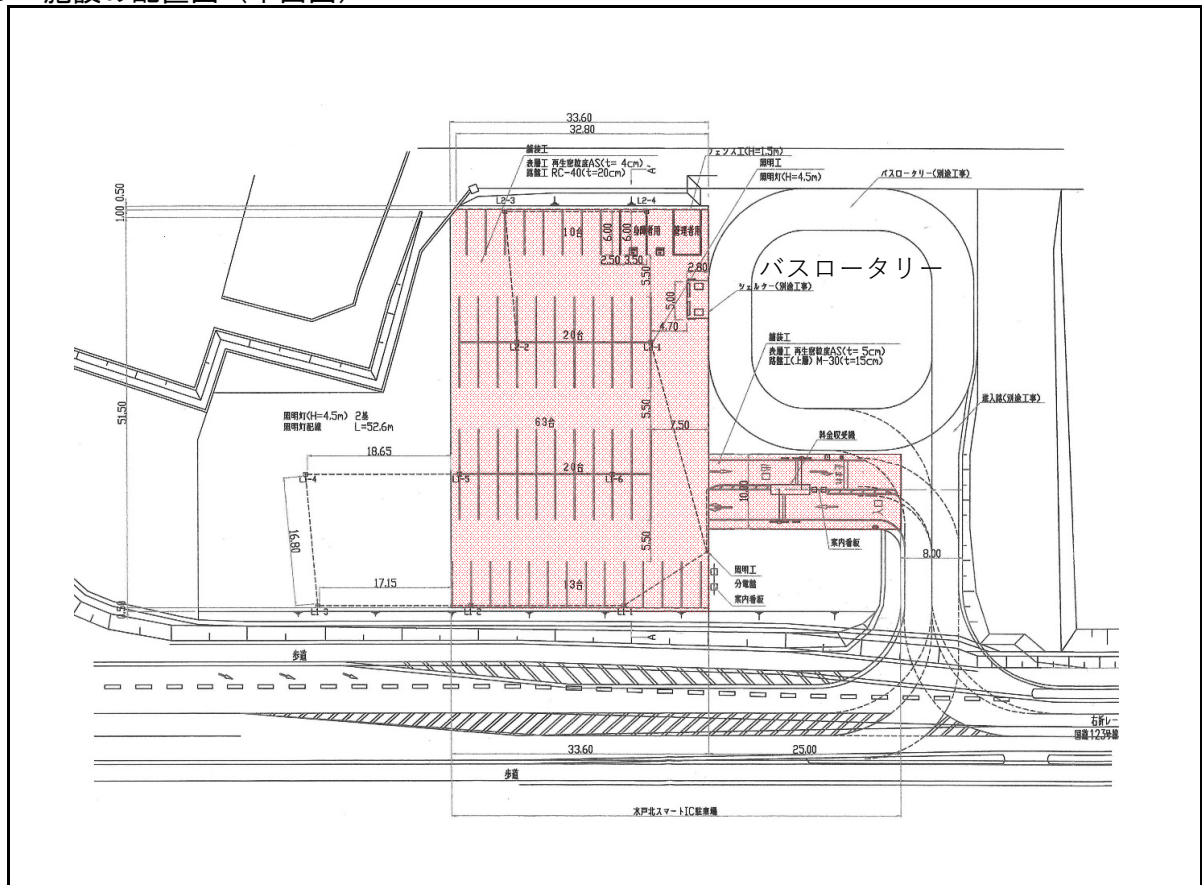 33.60
32.80
舗装工
表層工 再生密粒度AS(t= 4cm)
路盤工 RC-40(t=20cm)
A
フェンス工(H=1.5m)
照明工
照明灯(H=4.5m)
バスロータリー(別途工事)
0.50
1.00
L2-3
L2-4
10台
6.00
6.00
身障者用
管理者用
2.50
3.50
5.50
2.80
バスロータリー
シェルター(別途工事)
5.00
4.70
20台
L2-2
L2-1
舗装工
表層工 再生密粒度AS(t= 5cm)
路盤工(上層) M-30(t=15cm)
進入路(別途工事)
51.50
照明灯(H=4.5m) 2基
照明灯配線 L=52.6m
5.50
63台
7.50
料金収受機
18.65
20台
L1-4
L1-5
L1-6
出口
10.00
入口
16.80
案内看板
5.50
8.00
照明工
分電盤
案内看板
17.15
13台
0.50
L1-3
L1-2
L1-1
A
歩道
右折レー
国道123号線
33.60
25.00
歩道
水戸北スマートIC駐車場